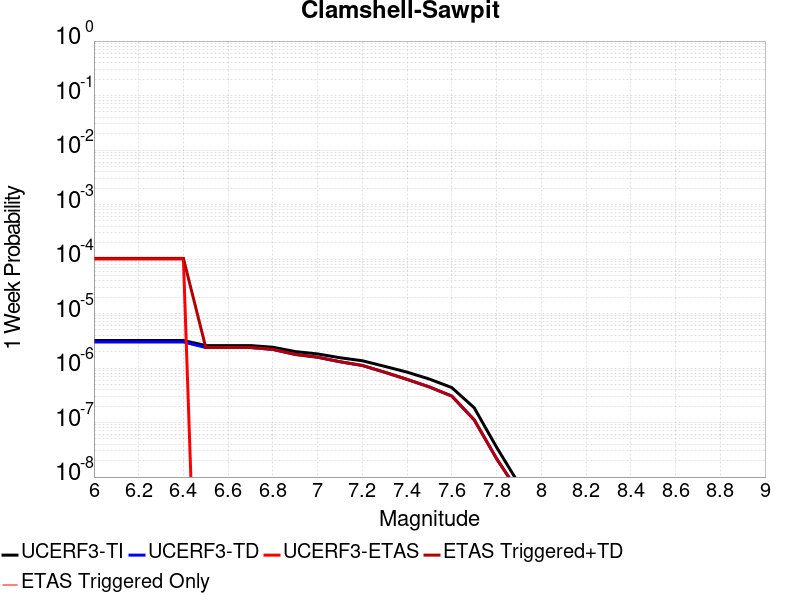 Clamshell-Sawpit
10^0
10^-1
10^-2
10^-3
10^-4
10^-5
10^-6
10^-7
10^-8
1 Week Probability
6 6.2 6.4 6.6 6.8 7 7.2 7.4 7.6 7.8 8 8.2 8.4 8.6 8.8 9
Magnitude
UCERF3-TI UCERF3-TD UCERF3-ETAS ETAS Triggered+TD
ETAS Triggered Only